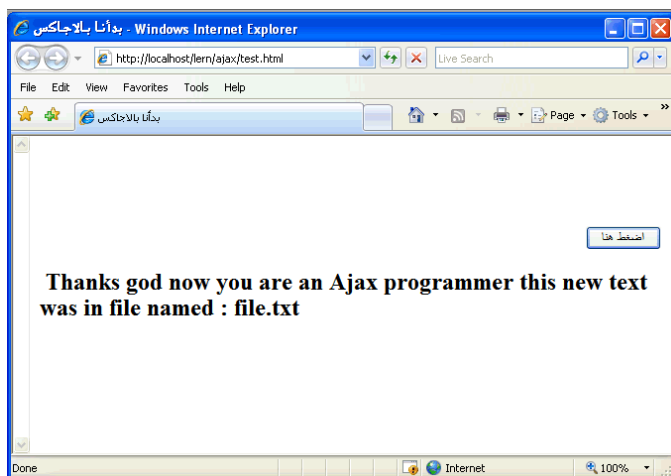 بدأنا بالاجاكس - Windows Internet Explorer
http://localhost/lern/ajax/test.html
Live Search
File Edit View Favorites Tools Help
بدأنا بالاجاكس
Page Tools »
اضغط هنا
Thanks god now you are an Ajax programmer this new text
was in file named : file.txt
Done Internet 100%